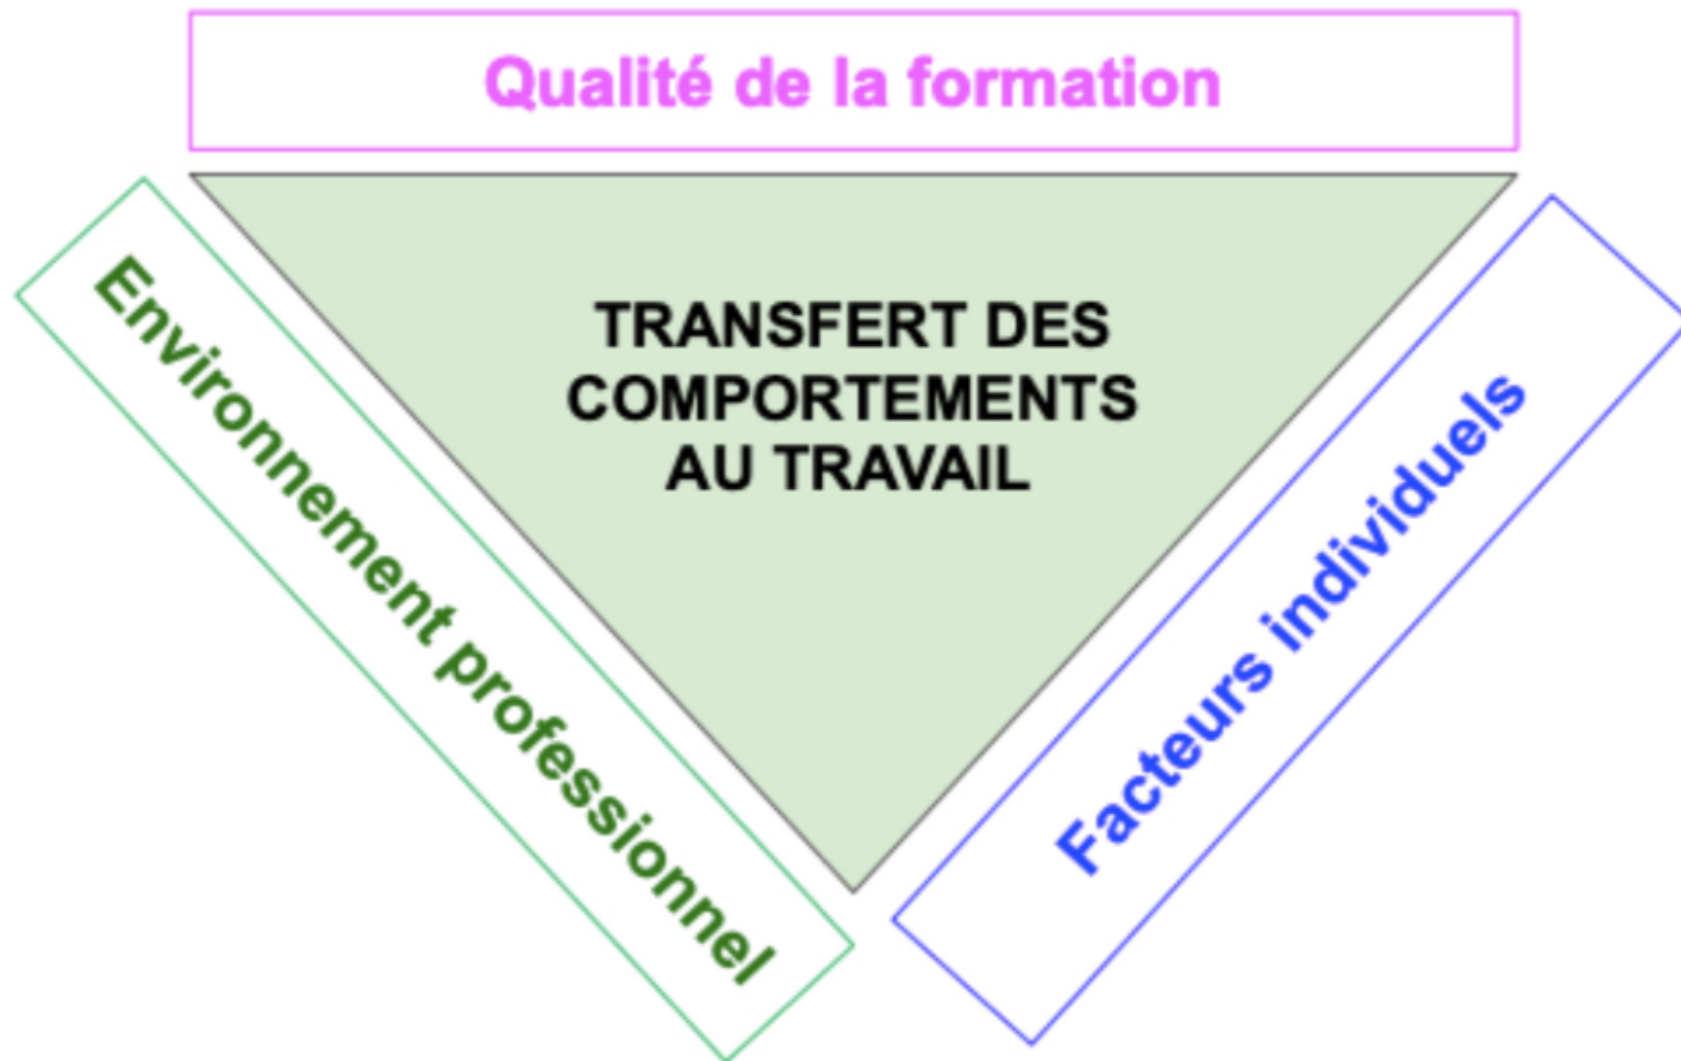 Qualité de la formation
TRANSFERT DES
COMPORTEMENTS
AU TRAVAIL
Environnement professionnel
Facteurs individuels